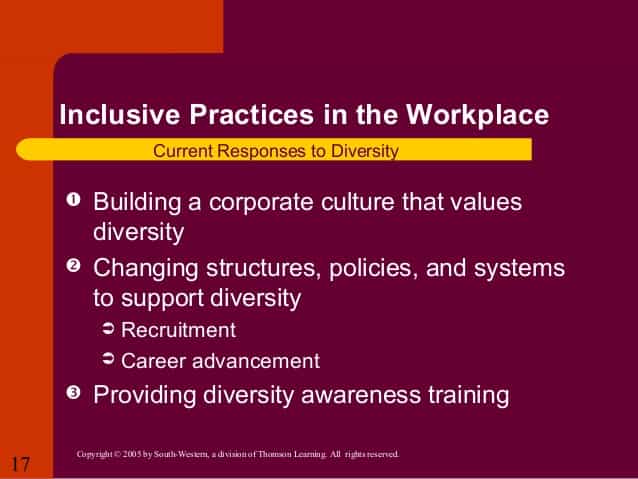 Inclusive Practices in the Workplace
Current Responses to Diversity
❶ Building a corporate culture that values
diversity
❷ Changing structures, policies, and systems
to support diversity
➲ Recruitment
➲ Career advancement
❸ Providing diversity awareness training
Copyright © 2005 by South-Western, a division of Thomson Learning. All rights reserved.
17